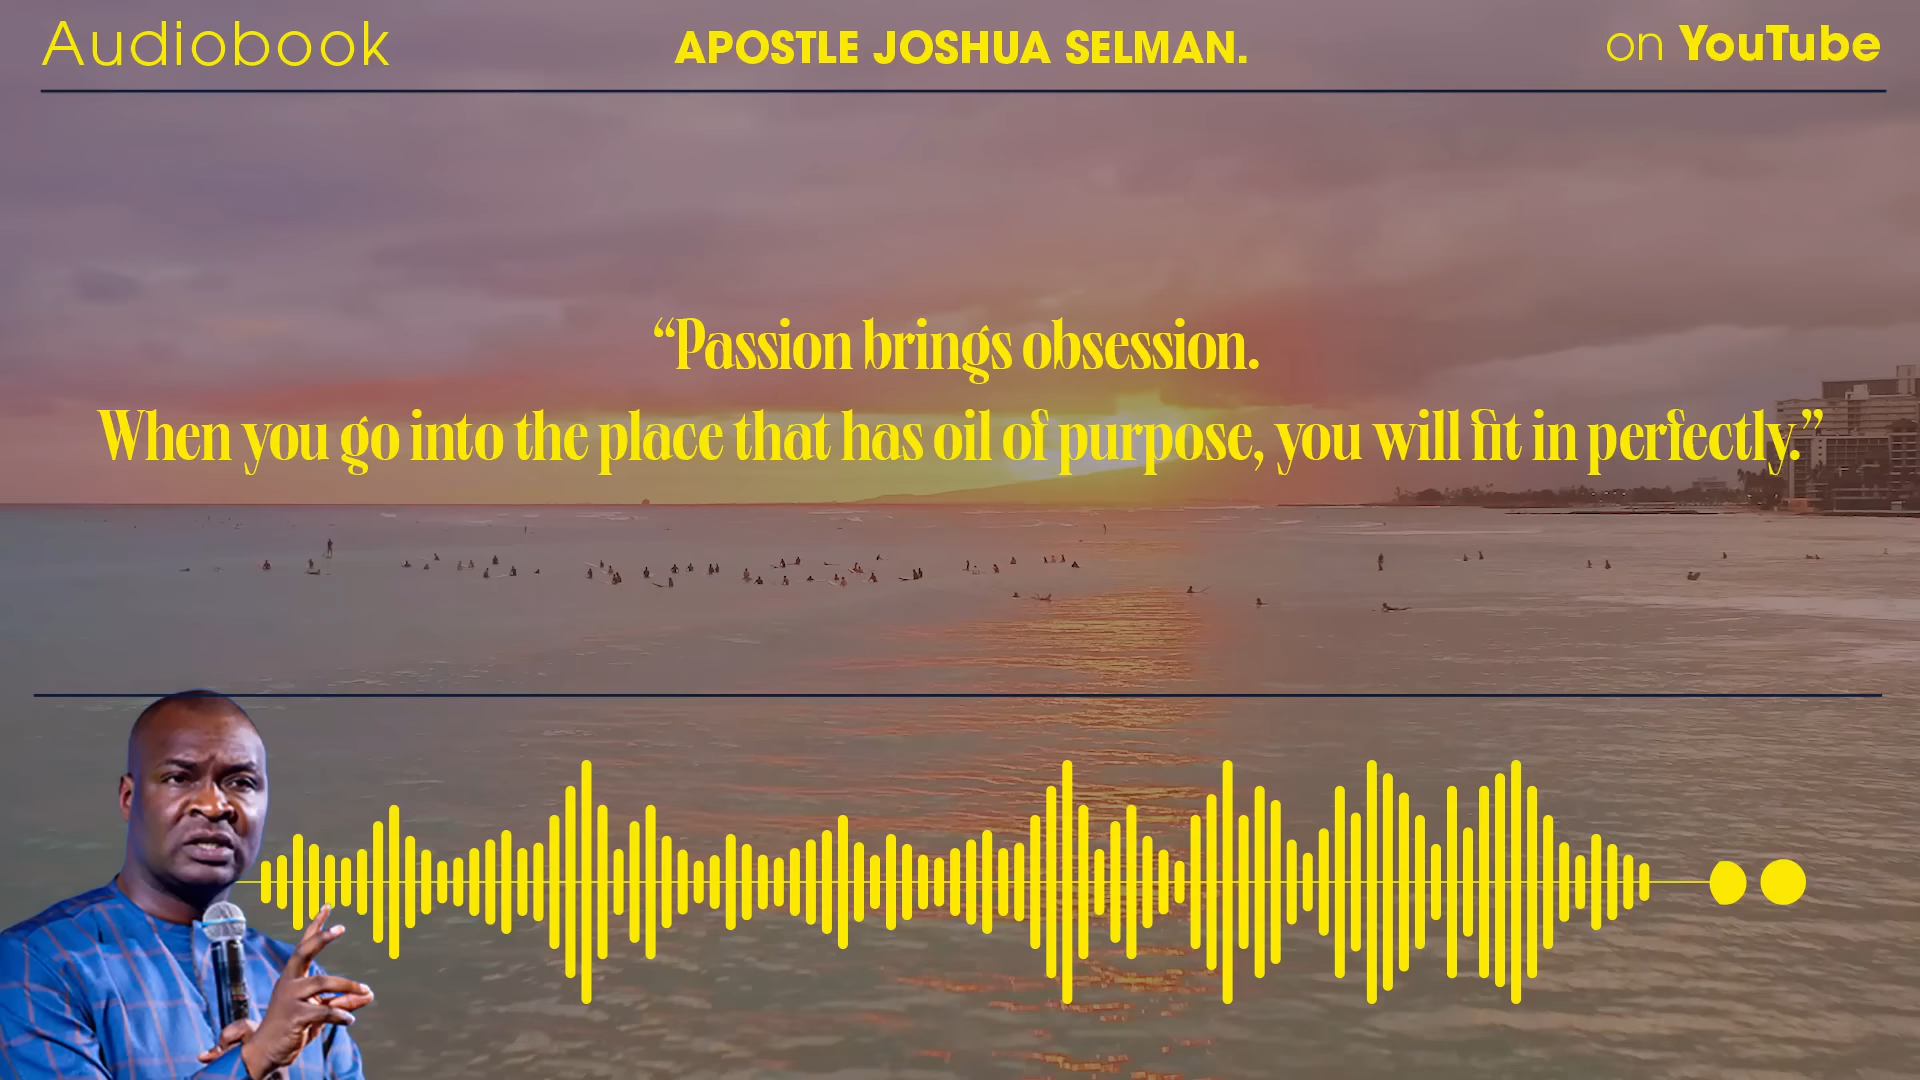 Audiobook
APOSTLE JOSHUA SELMAN.
on YouTube
“Passion brings obsession.
When you go into the place that has oil of purpose, you will fit in perfectly.”